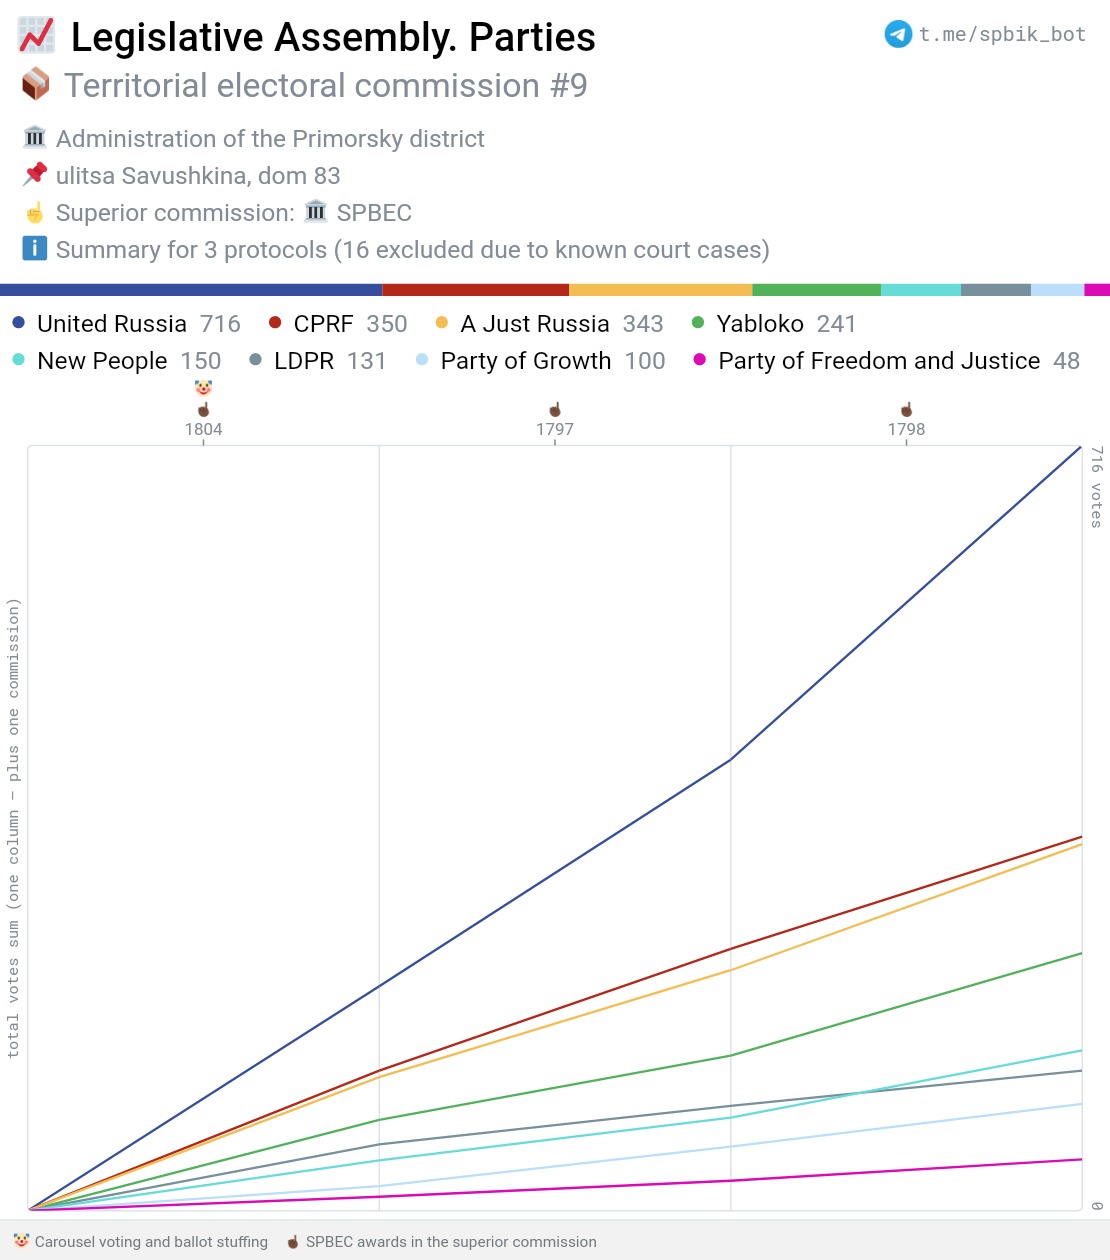 Legislative Assembly. Parties
t.me/spbik_bot
Territorial electoral commission #9
Administration of the Primorsky district
ulitsa Savushkina, dom 83
Superior commission: SPBEC
Summary for 3 protocols (16 excluded due to known court cases)
United Russia 716 CPRF 350 A Just Russia 343 Yabloko 241
New People 150 LDPR 131 Party of Growth 100 Party of Freedom and Justice 48
1804 1797 1798
716 votes
total votes sum (one column – plus one commission)
0
Carousel voting and ballot stuffing SPBEC awards in the superior commission